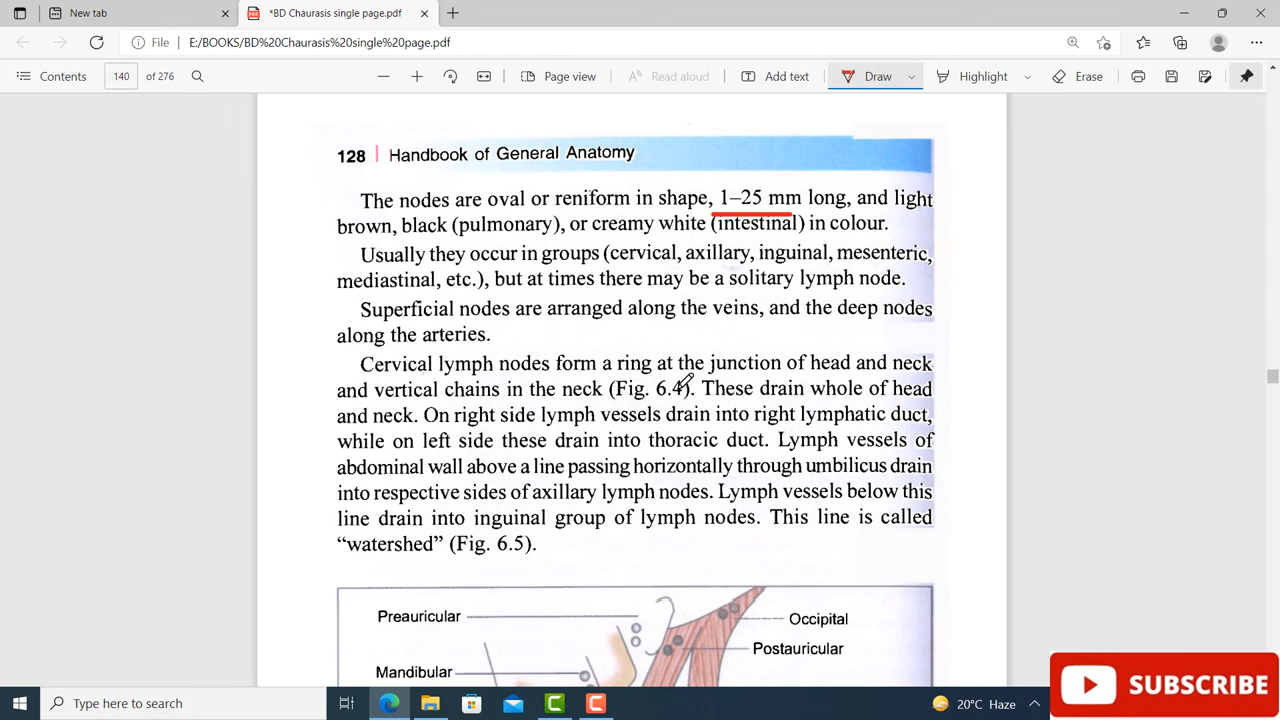 New tab
*BD Chaurasis single page.pdf
File
E:/BOOKS/BD%20Chaurasis%20single%20page.pdf
Contents
140
of 276
Page view
Read aloud
Add text
Draw
Highlight
Erase
128 | Handbook of General Anatomy
The nodes are oval or reniform in shape, 1–25 mm long, and light
brown, black (pulmonary), or creamy white (intestinal) in colour.
Usually they occur in groups (cervical, axillary, inguinal, mesenteric,
mediastinal, etc.), but at times there may be a solitary lymph node.
Superficial nodes are arranged along the veins, and the deep nodes
along the arteries.
Cervical lymph nodes form a ring at the junction of head and neck
and vertical chains in the neck (Fig. 6.4). These drain whole of head
and neck. On right side lymph vessels drain into right lymphatic duct,
while on left side these drain into thoracic duct. Lymph vessels of
abdominal wall above a line passing horizontally through umbilicus drain
into respective sides of axillary lymph nodes. Lymph vessels below this
line drain into inguinal group of lymph nodes. This line is called
“watershed” (Fig. 6.5).
Preauricular
Occipital
Postauricular
Mandibular
SUBSCRIBE
Type here to search
20°C Haze